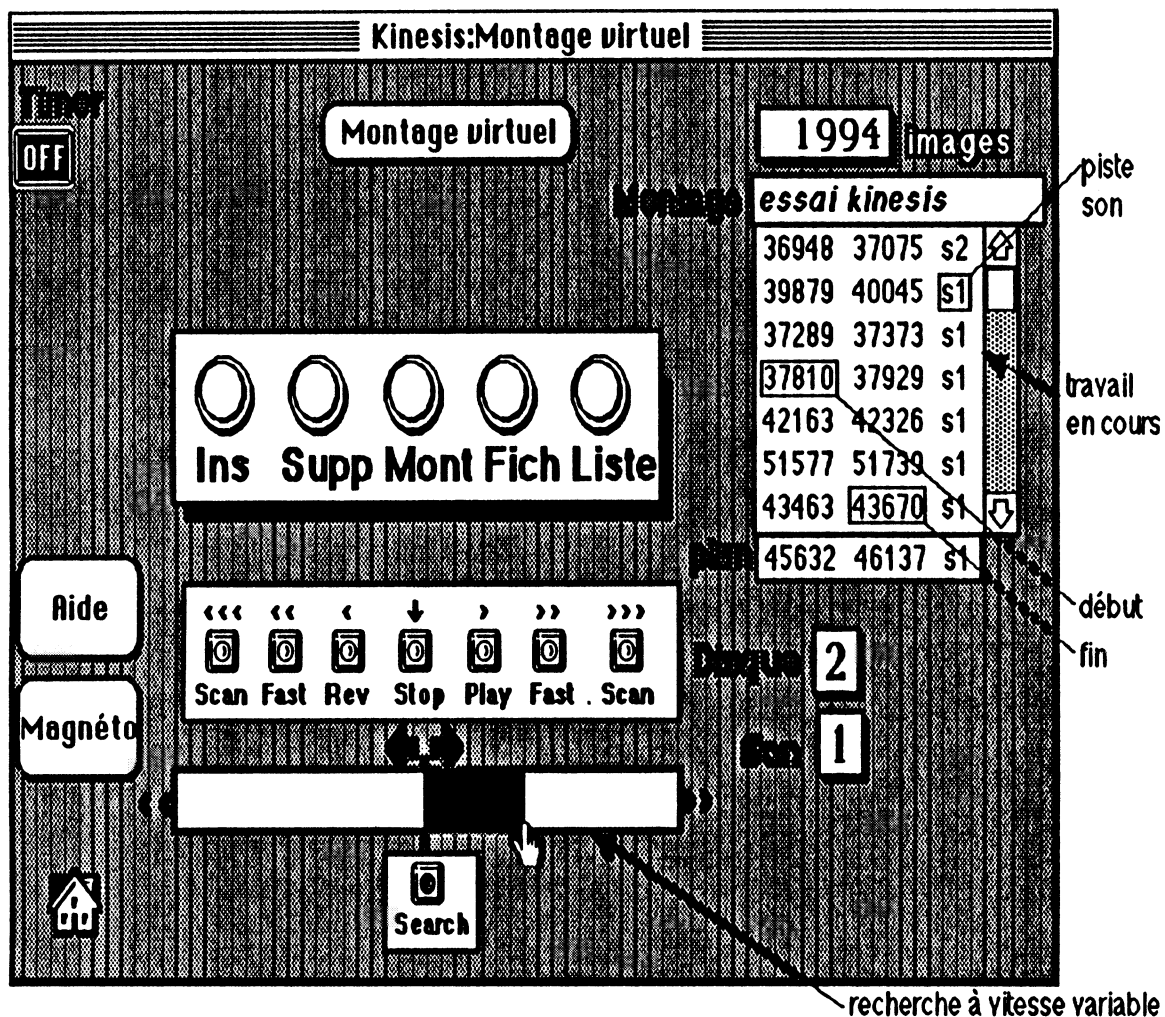 Kinesis:Montage virtuel
Timer
OFF
Montage virtuel
1994 images
Montage essai kinesis
36948 37075 s2
39879 40045 s1
37289 37373 s1
37810 37929 s1
42163 42326 s1
51577 51739 s1
43463 43670 s1
plan 45632 46137 s1
piste
son
travail
en cours
début
fin
Ins Supp Mont Fich Liste
Aide
Magnéto
<<< << < ↓ > >> >>>
Scan Fast Rev Stop Play Fast . Scan
Disque 2
Son 1
Search
recherche à vitesse variable